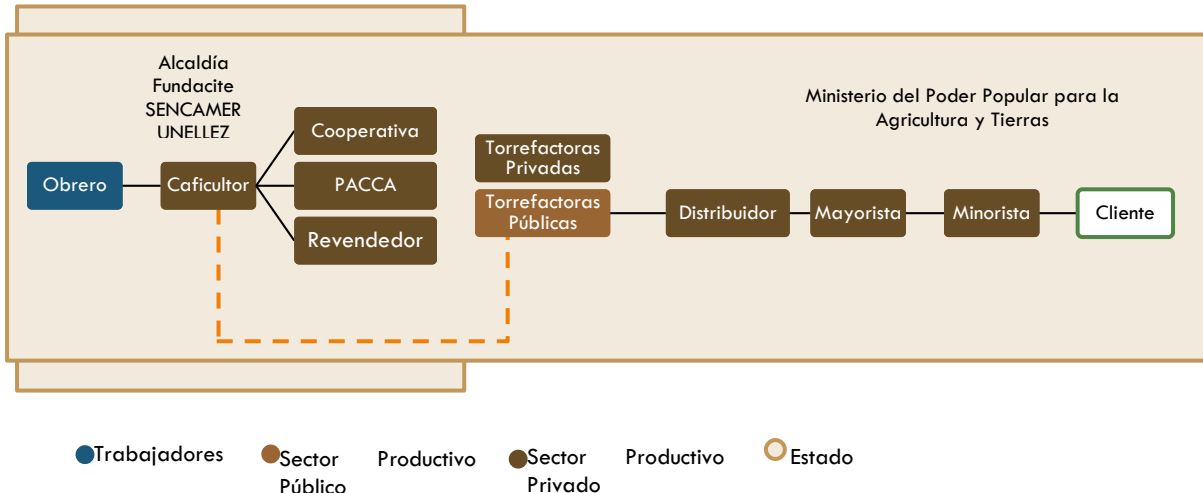 Alcaldía
Fundacite
SENCAMER
UNELLEZ
Ministerio del Poder Popular para la
Agricultura y Tierras
Obrero
Caficultor
Cooperativa
PACCA
Revendedor
Torrefactoras
Privadas
Torrefactoras
Públicas
Distribuidor
Mayorista
Minorista
Cliente
Trabajadores
Sector Productivo
Público
Sector Productivo
Privado
Estado